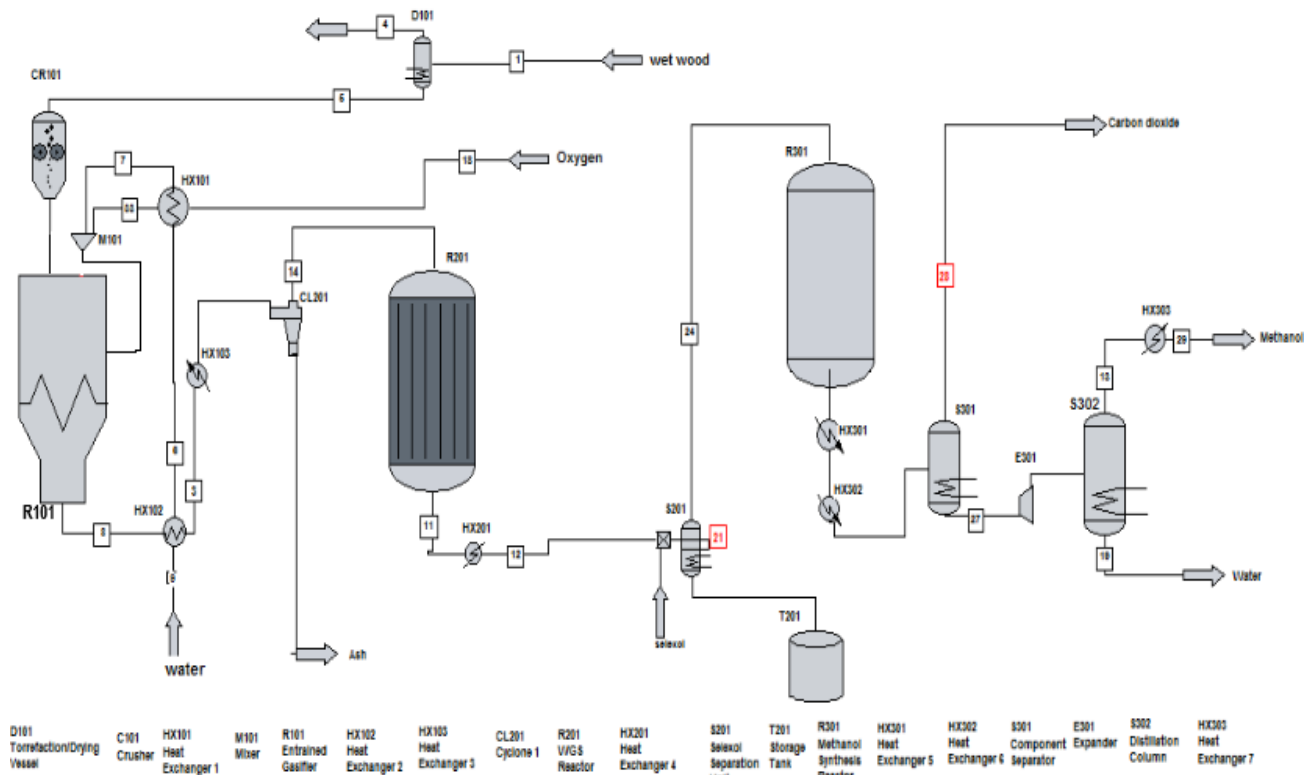 4
D101
1
wet wood
CR101
5
Carbon dioxide
7
HX101
18
Oxygen
R301
33
M101
R201
14
20
CL201
24
HX303
HX103
29
Methanol
18
S301
S302
6
3
HX301
E301
R101
HX102
HX302
8
S201
11
HX201
21
27
12
19
Water
T201
selexol
Ash
water
D101
Torrefaction/Drying
Vessel
C101
Crusher
HX101
Heat
Exchanger 1
M101
Mixer
R101
Entrained
Gasifier
HX102
Heat
Exchanger 2
HX103
Heat
Exchanger 3
CL201
Cyclone 1
R201
WGS
Reactor
HX201
Heat
Exchanger 4
S201
Selexol
Separation
T201
Storage
Tank
R301
Methanol
Synthesis
Reactor
HX301
Heat
Exchanger 5
HX302
Heat
Exchanger 6
S301
Component
Separator
E301
Expander
S302
Distillation
Column
HX303
Heat
Exchanger 7